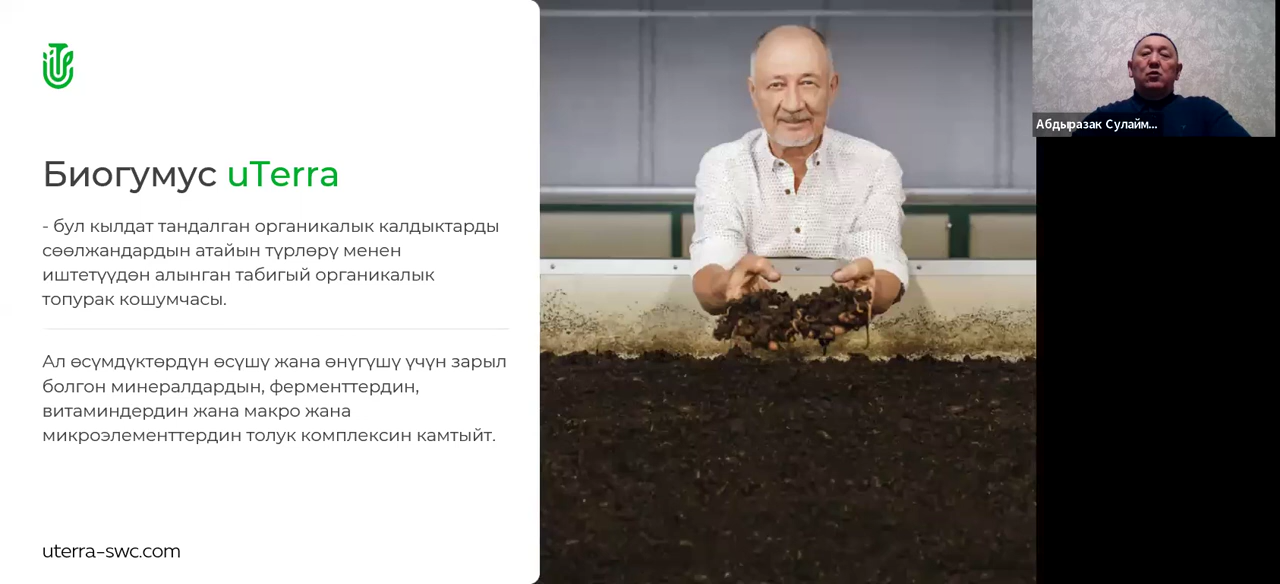 Биогумус uTerra
- бул кылдат тандалган органикалык калдыктарды
сөөлжандардын атайын түрлөрү менен
иштетүүдөн алынган табигый органикалык
топурак кошумчасы.
Ал өсүмдүктөрдүн өсүшү жана өнүгүшү үчүн зарыл
болгон минералдардын, ферменттердин,
витаминдердин жана макро жана
микроэлементтердин толук комплексин камтыйт.
uterra-swc.com
Абдыразак Сулайм...